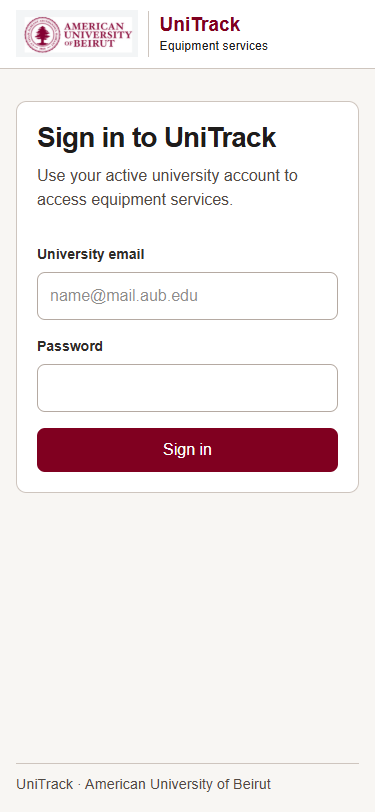 AMERICAN
UNIVERSITY
OF BEIRUT
UniTrack
Equipment services
Sign in to UniTrack
Use your active university account to
access equipment services.
University email
name@mail.aub.edu
Password
Sign in
UniTrack · American University of Beirut